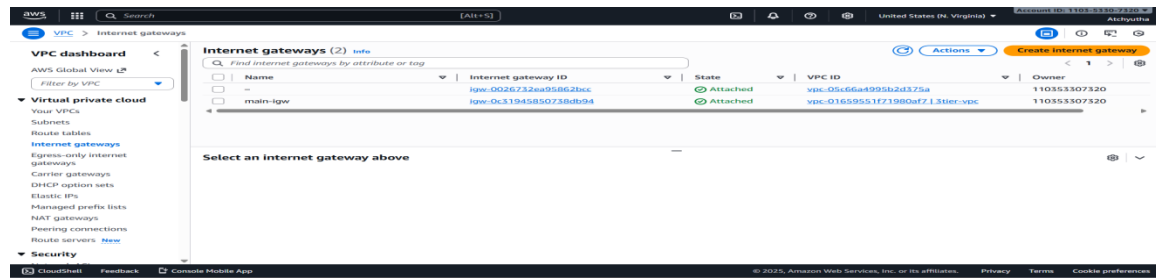 aws
Search
[Alt+S]
United States (N. Virginia)
Account ID: 1103-5330-7320
Atchyutha
VPC > Internet gateways
VPC dashboard
AWS Global View
Filter by VPC
Virtual private cloud
Your VPCs
Subnets
Route tables
Internet gateways
Egress-only internet
gateways
Carrier gateways
DHCP option sets
Elastic IPs
Managed prefix lists
NAT gateways
Peering connections
Route servers New
Security
Internet gateways (2) Info
Actions
Create internet gateway
Find internet gateways by attribute or tag
< 1 >
Name Internet gateway ID State VPC ID Owner
– igw-0026732ea95862bcc Attached vpc-05c66a4995b2d375a 110353307320
main-igw igw-0c31945850738db94 Attached vpc-01659551f71980af7 | 3tier-vpc 110353307320
Select an internet gateway above
CloudShell Feedback Console Mobile App © 2025, Amazon Web Services, Inc. or its affiliates. Privacy Terms Cookie preferences